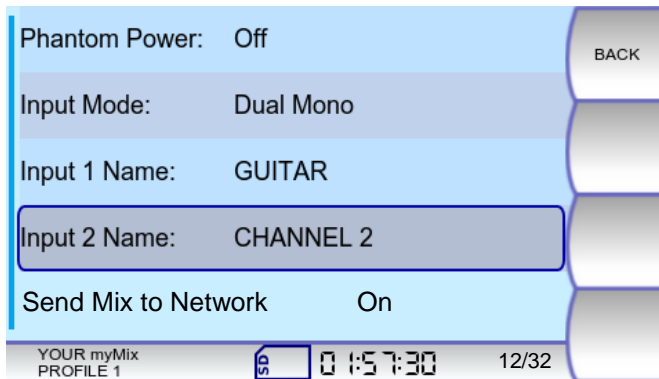 Phantom Power: Off
BACK
Input Mode: Dual Mono
Input 1 Name: GUITAR
Input 2 Name: CHANNEL 2
Send Mix to Network On
YOUR myMix
PROFILE 1
SD
01:57:30
12/32